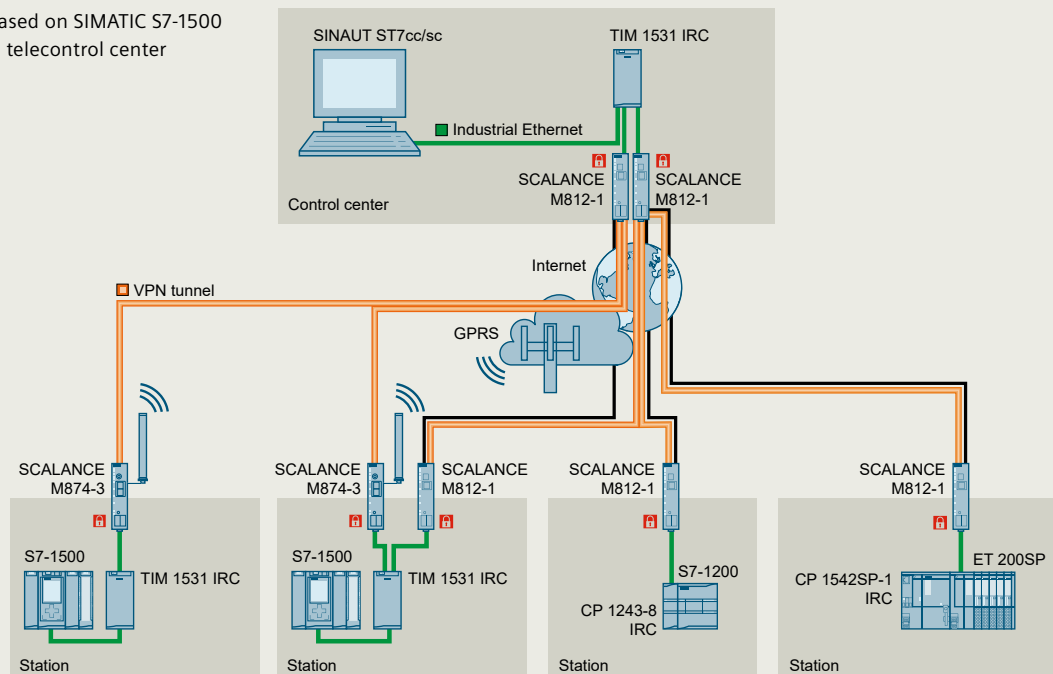 ased on SIMATIC S7-1500
telecontrol center
SINAUT ST7cc/sc
TIM 1531 IRC
Industrial Ethernet
SCALANCE
M812-1
SCALANCE
M812-1
Control center
Internet
VPN tunnel
GPRS
SCALANCE
M874-3
SCALANCE
M874-3
SCALANCE
M812-1
SCALANCE
M812-1
SCALANCE
M812-1
S7-1500
TIM 1531 IRC
Station
S7-1500
TIM 1531 IRC
Station
S7-1200
CP 1243-8
IRC
Station
ET 200SP
CP 1542SP-1
IRC
Station